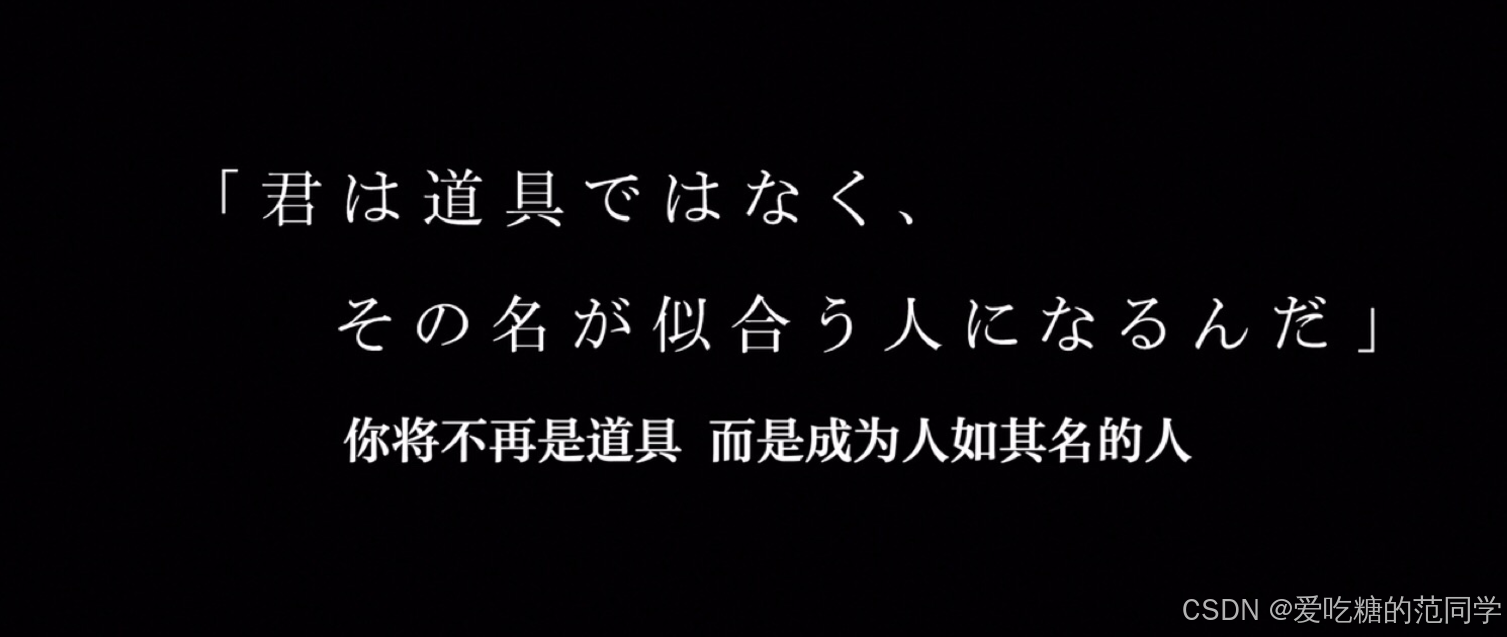 「君は道具ではなく、
その名が似合う人になるんだ」
你将不再是道具 而是成为人如其名的人
CSDN @爱吃糖的范同学